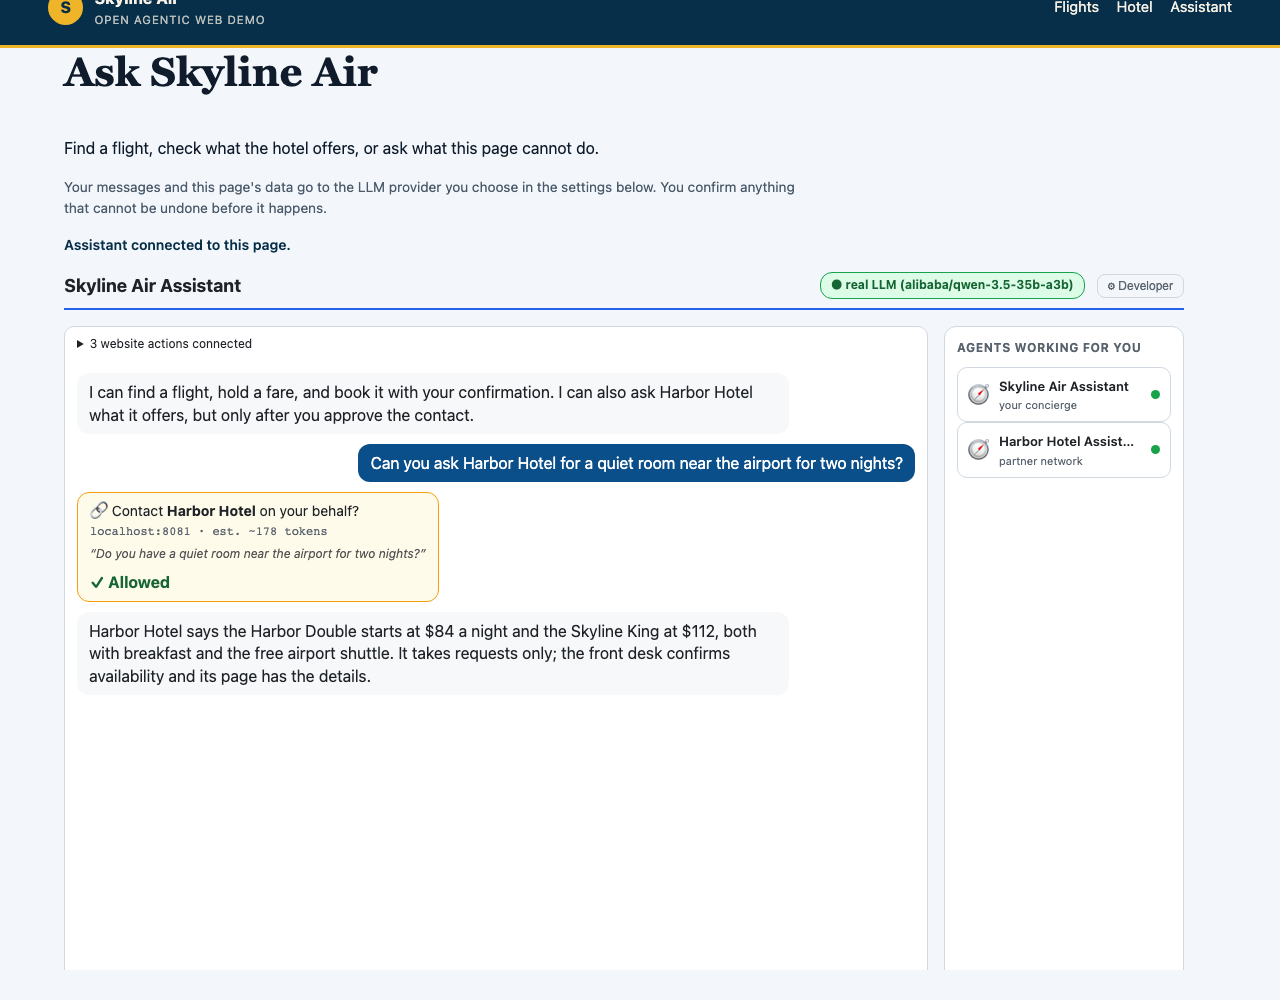 S
Skyline Air
OPEN AGENTIC WEB DEMO
Flights Hotel Assistant
Ask Skyline Air
Find a flight, check what the hotel offers, or ask what this page cannot do.
Your messages and this page's data go to the LLM provider you choose in the settings below. You confirm anything
that cannot be undone before it happens.
Assistant connected to this page.
Skyline Air Assistant
real LLM (alibaba/qwen-3.5-35b-a3b)
Developer
3 website actions connected
I can find a flight, hold a fare, and book it with your confirmation. I can also ask Harbor Hotel
what it offers, but only after you approve the contact.
Can you ask Harbor Hotel for a quiet room near the airport for two nights?
Contact Harbor Hotel on your behalf?
localhost:8081 · est. ~178 tokens
“Do you have a quiet room near the airport for two nights?”
✓ Allowed
Harbor Hotel says the Harbor Double starts at $84 a night and the Skyline King at $112, both
with breakfast and the free airport shuttle. It takes requests only; the front desk confirms
availability and its page has the details.
AGENTS WORKING FOR YOU
Skyline Air Assistant
your concierge
Harbor Hotel Assist...
partner network